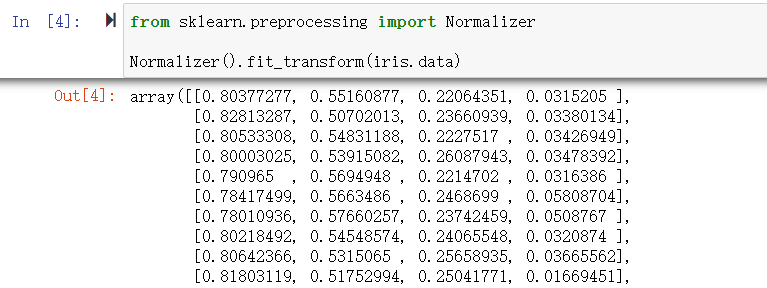 In [4]: from sklearn.preprocessing import Normalizer
Normalizer().fit_transform(iris.data)
Out[4]: array([[0.80377277, 0.55160877, 0.22064351, 0.0315205 ],
[0.82813287, 0.50702013, 0.23660939, 0.03380134],
[0.80533308, 0.54831188, 0.2227517 , 0.03426949],
[0.80003025, 0.53915082, 0.26087943, 0.03478392],
[0.790965  , 0.5694948 , 0.2214702 , 0.0316386 ],
[0.78417499, 0.5663486 , 0.2468699 , 0.05808704],
[0.78010936, 0.57660257, 0.23742459, 0.0508767 ],
[0.80218492, 0.54548574, 0.24065548, 0.0320874 ],
[0.80642366, 0.5315065 , 0.25658935, 0.03665562],
[0.81803119, 0.51752994, 0.25041771, 0.01669451],